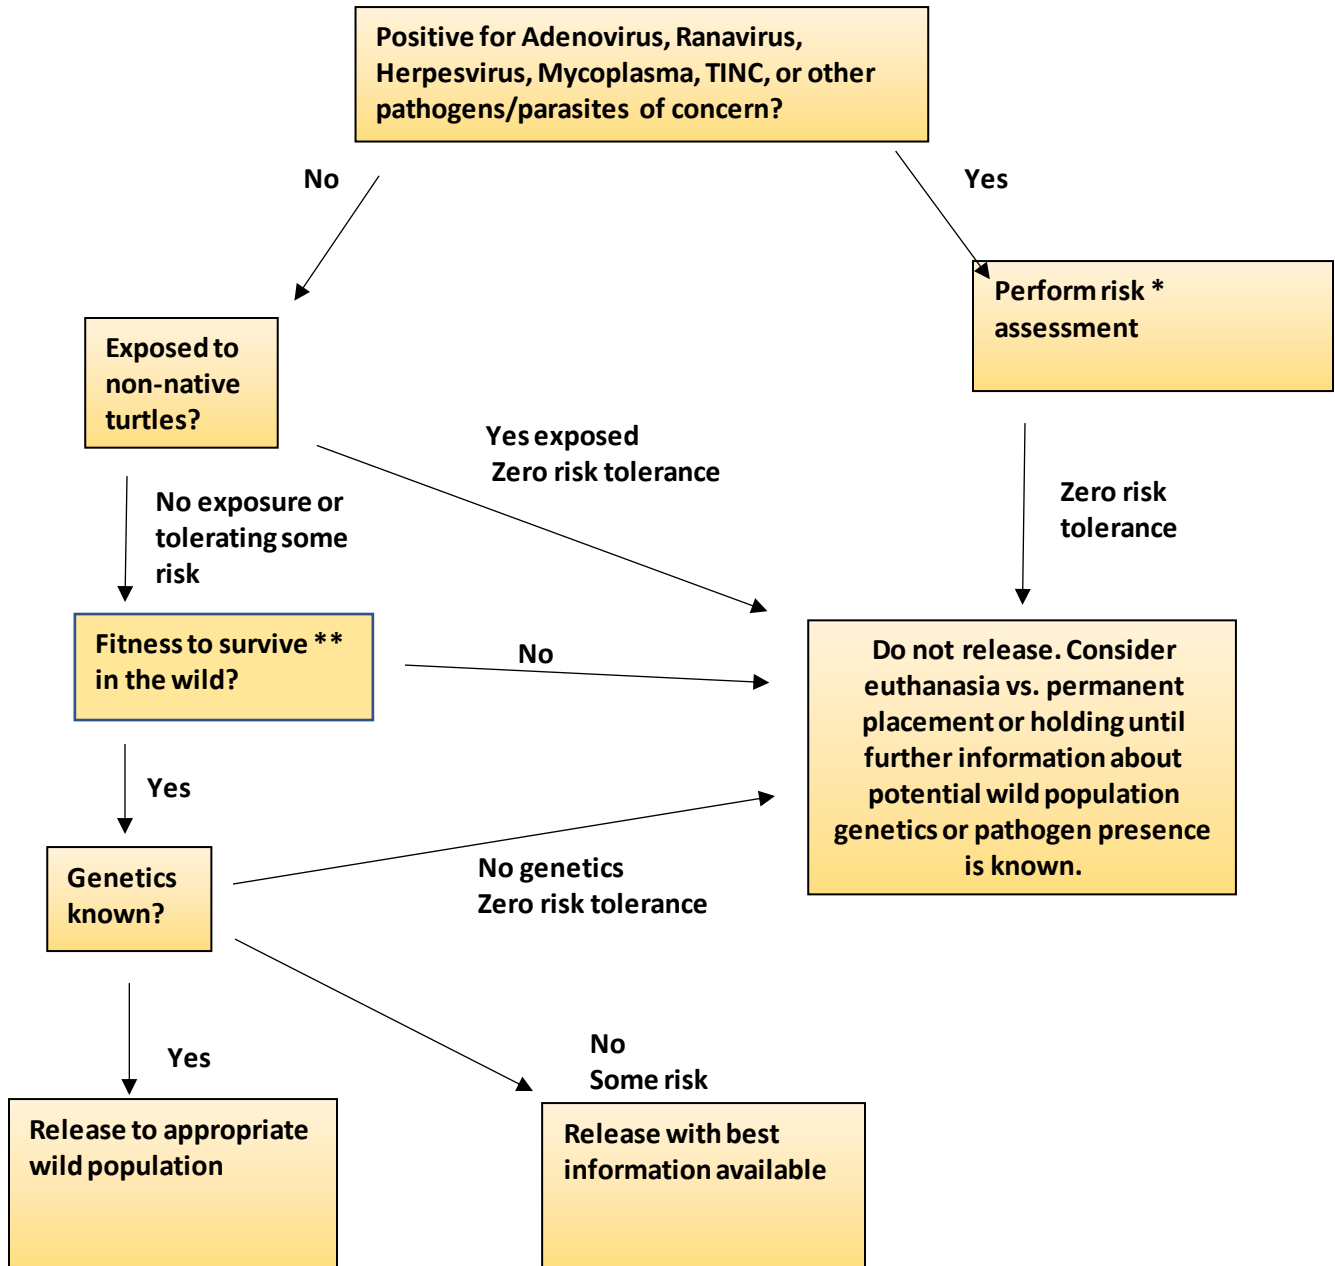 Positive for Adenovirus, Ranavirus,
Herpesvirus, Mycoplasma, TINC, or other
pathogens/parasites of concern?
No
Yes
Perform risk *
assessment
Exposed to
non-native
turtles?
Yes exposed
Zero risk tolerance
No exposure or
tolerating some
risk
Zero risk
tolerance
Fitness to survive **
in the wild?
No
Do not release. Consider
euthanasia vs. permanent
placement or holding until
further information about
potential wild population
genetics or pathogen presence
is known.
Yes
Genetics
known?
No genetics
Zero risk tolerance
Yes
No
Some risk
Release to appropriate
wild population
Release with best
information available